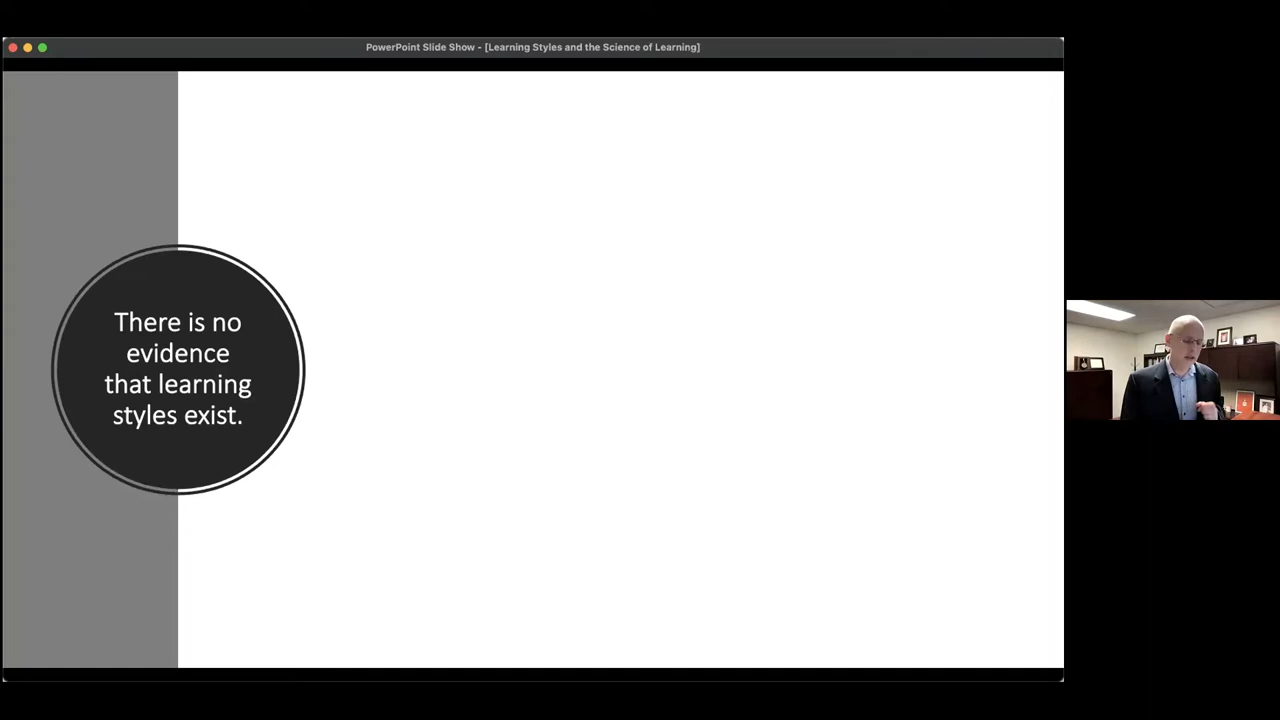 PowerPoint Slide Show - [Learning Styles and the Science of Learning]
There is no
evidence
that learning
styles exist.